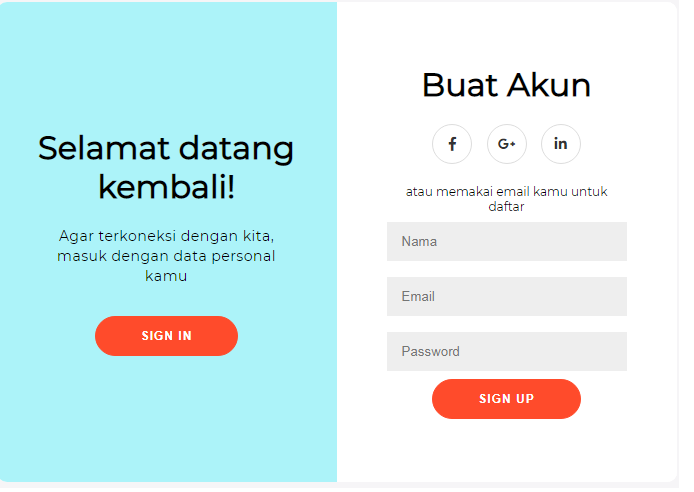 Selamat datang
kembali!
Agar terkoneksi dengan kita,
masuk dengan data personal
kamu
SIGN IN
Buat Akun
f
G+
in
atau memakai email kamu untuk
daftar
Nama
Email
Password
SIGN UP